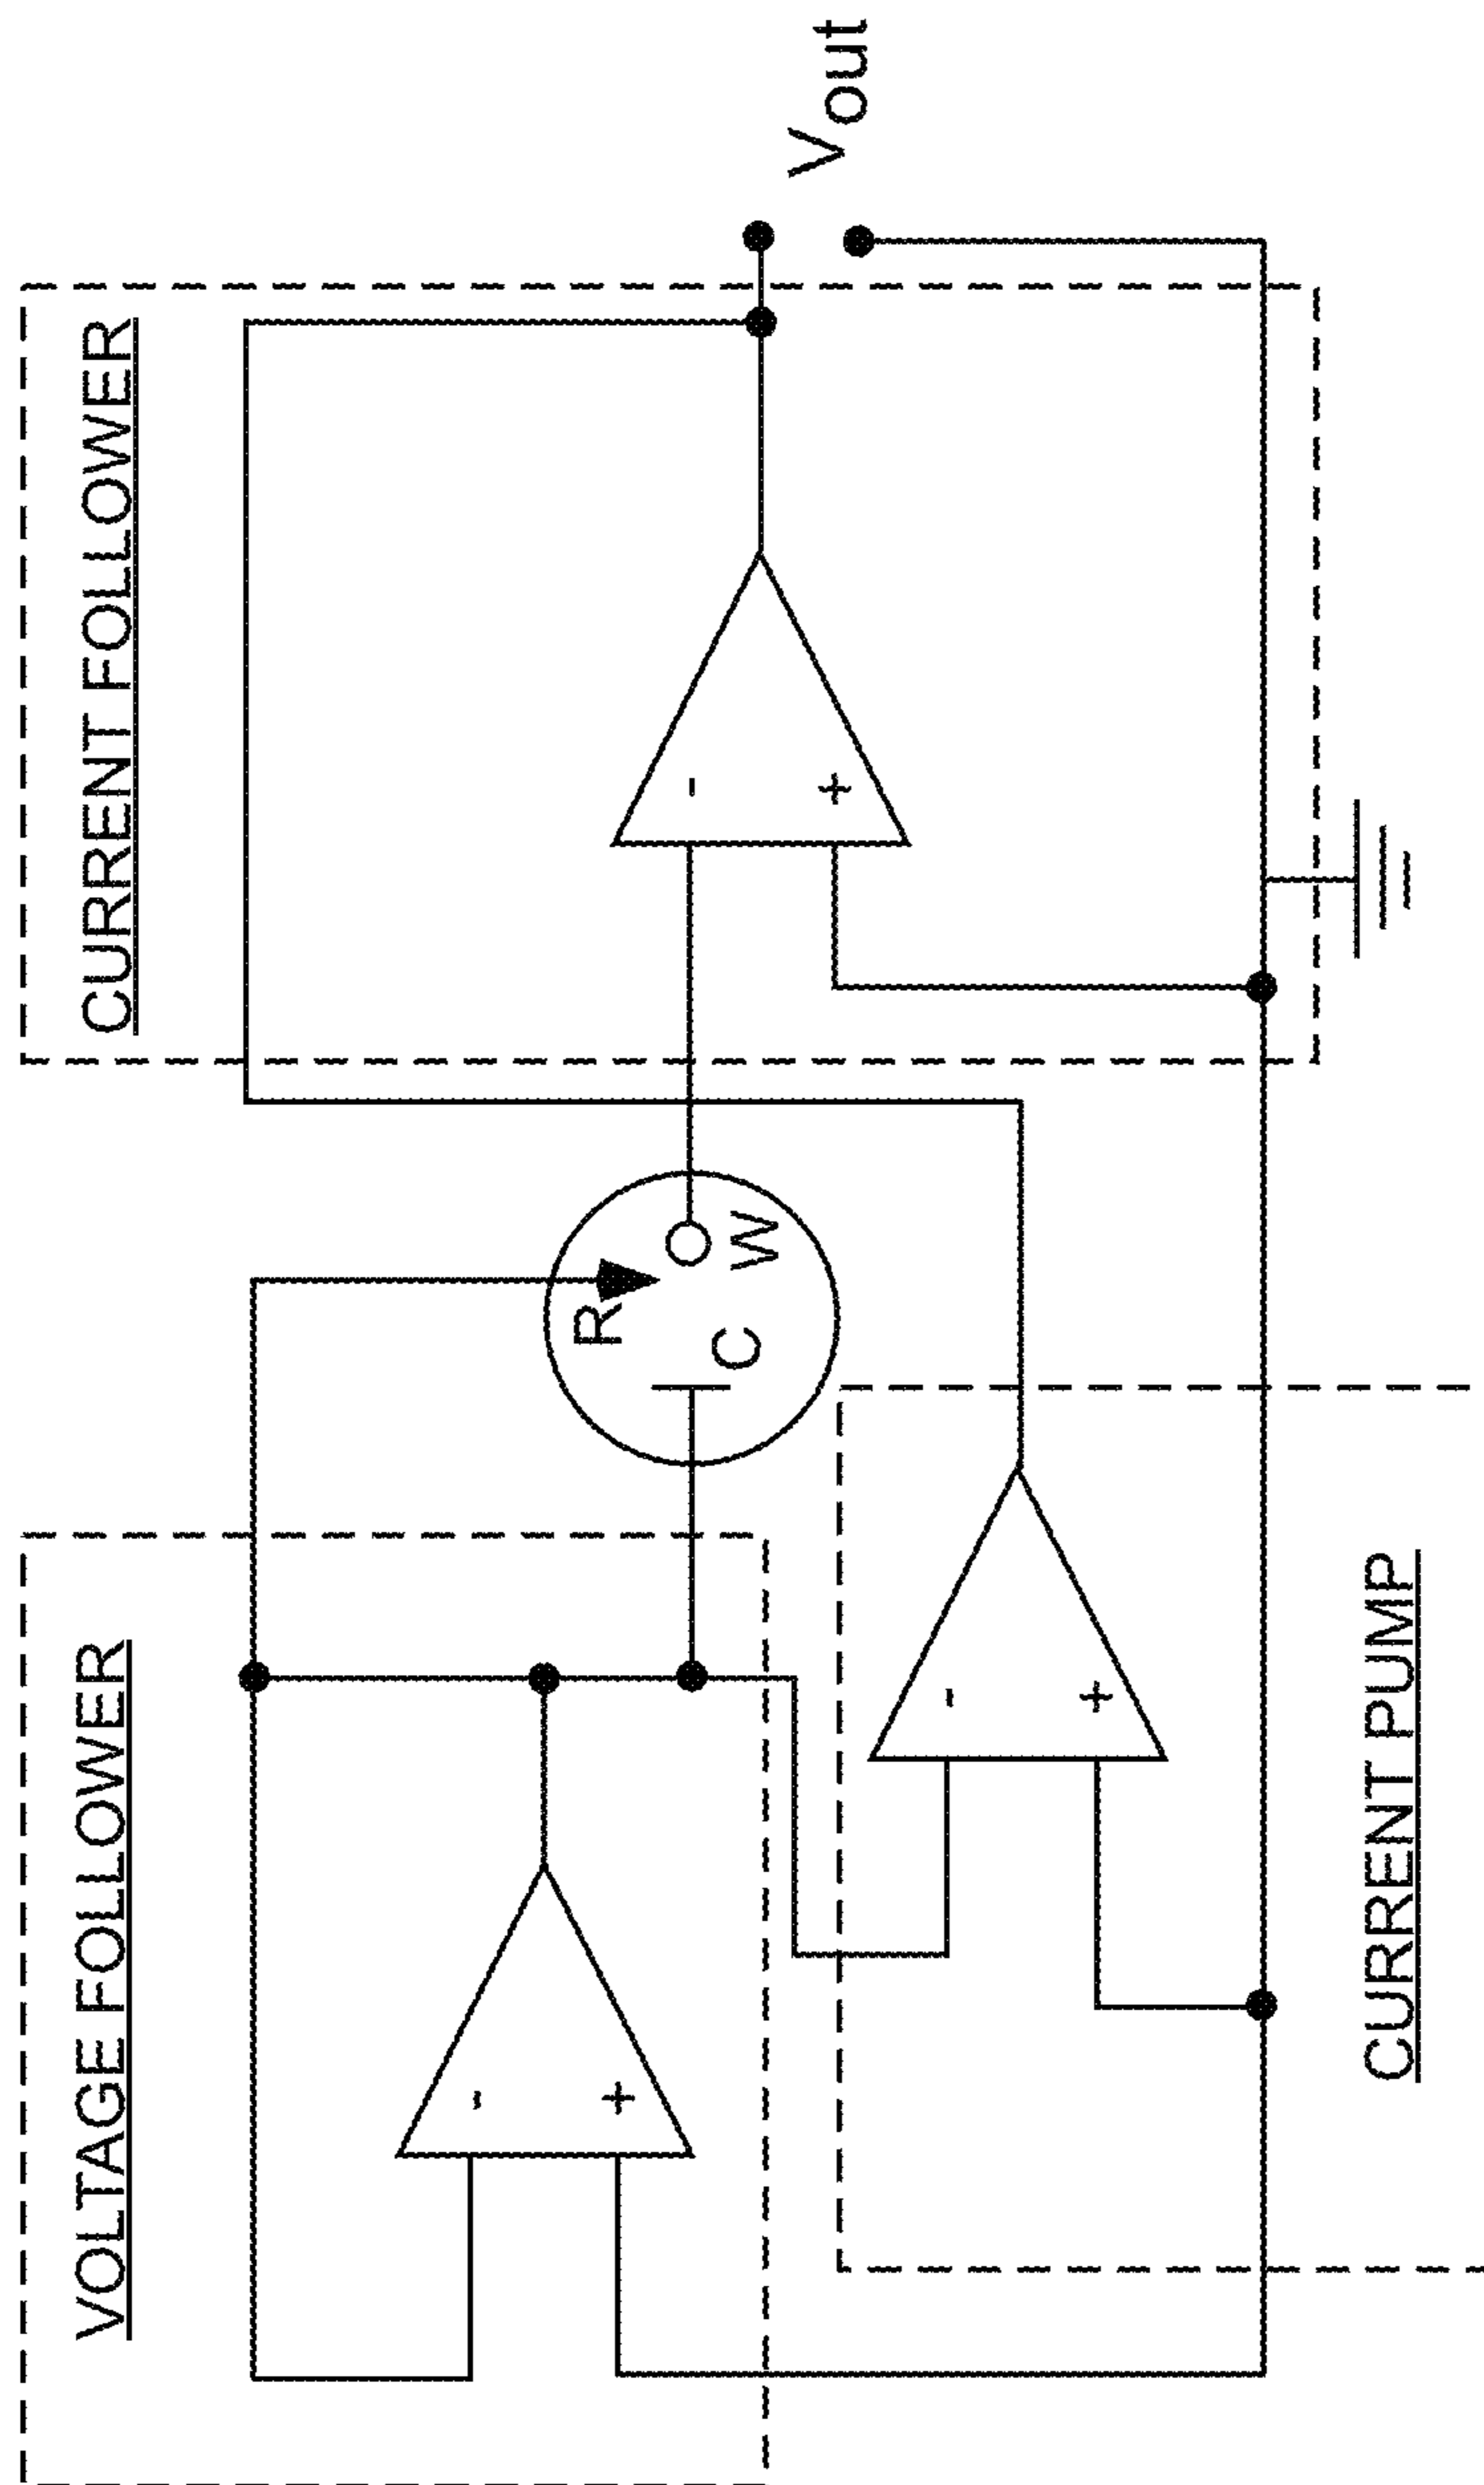 VOLTAGE FOLLOWER
CURRENT FOLLOWER
-
+
R
C
W
-
+
Vout
-
+
CURRENT PUMP